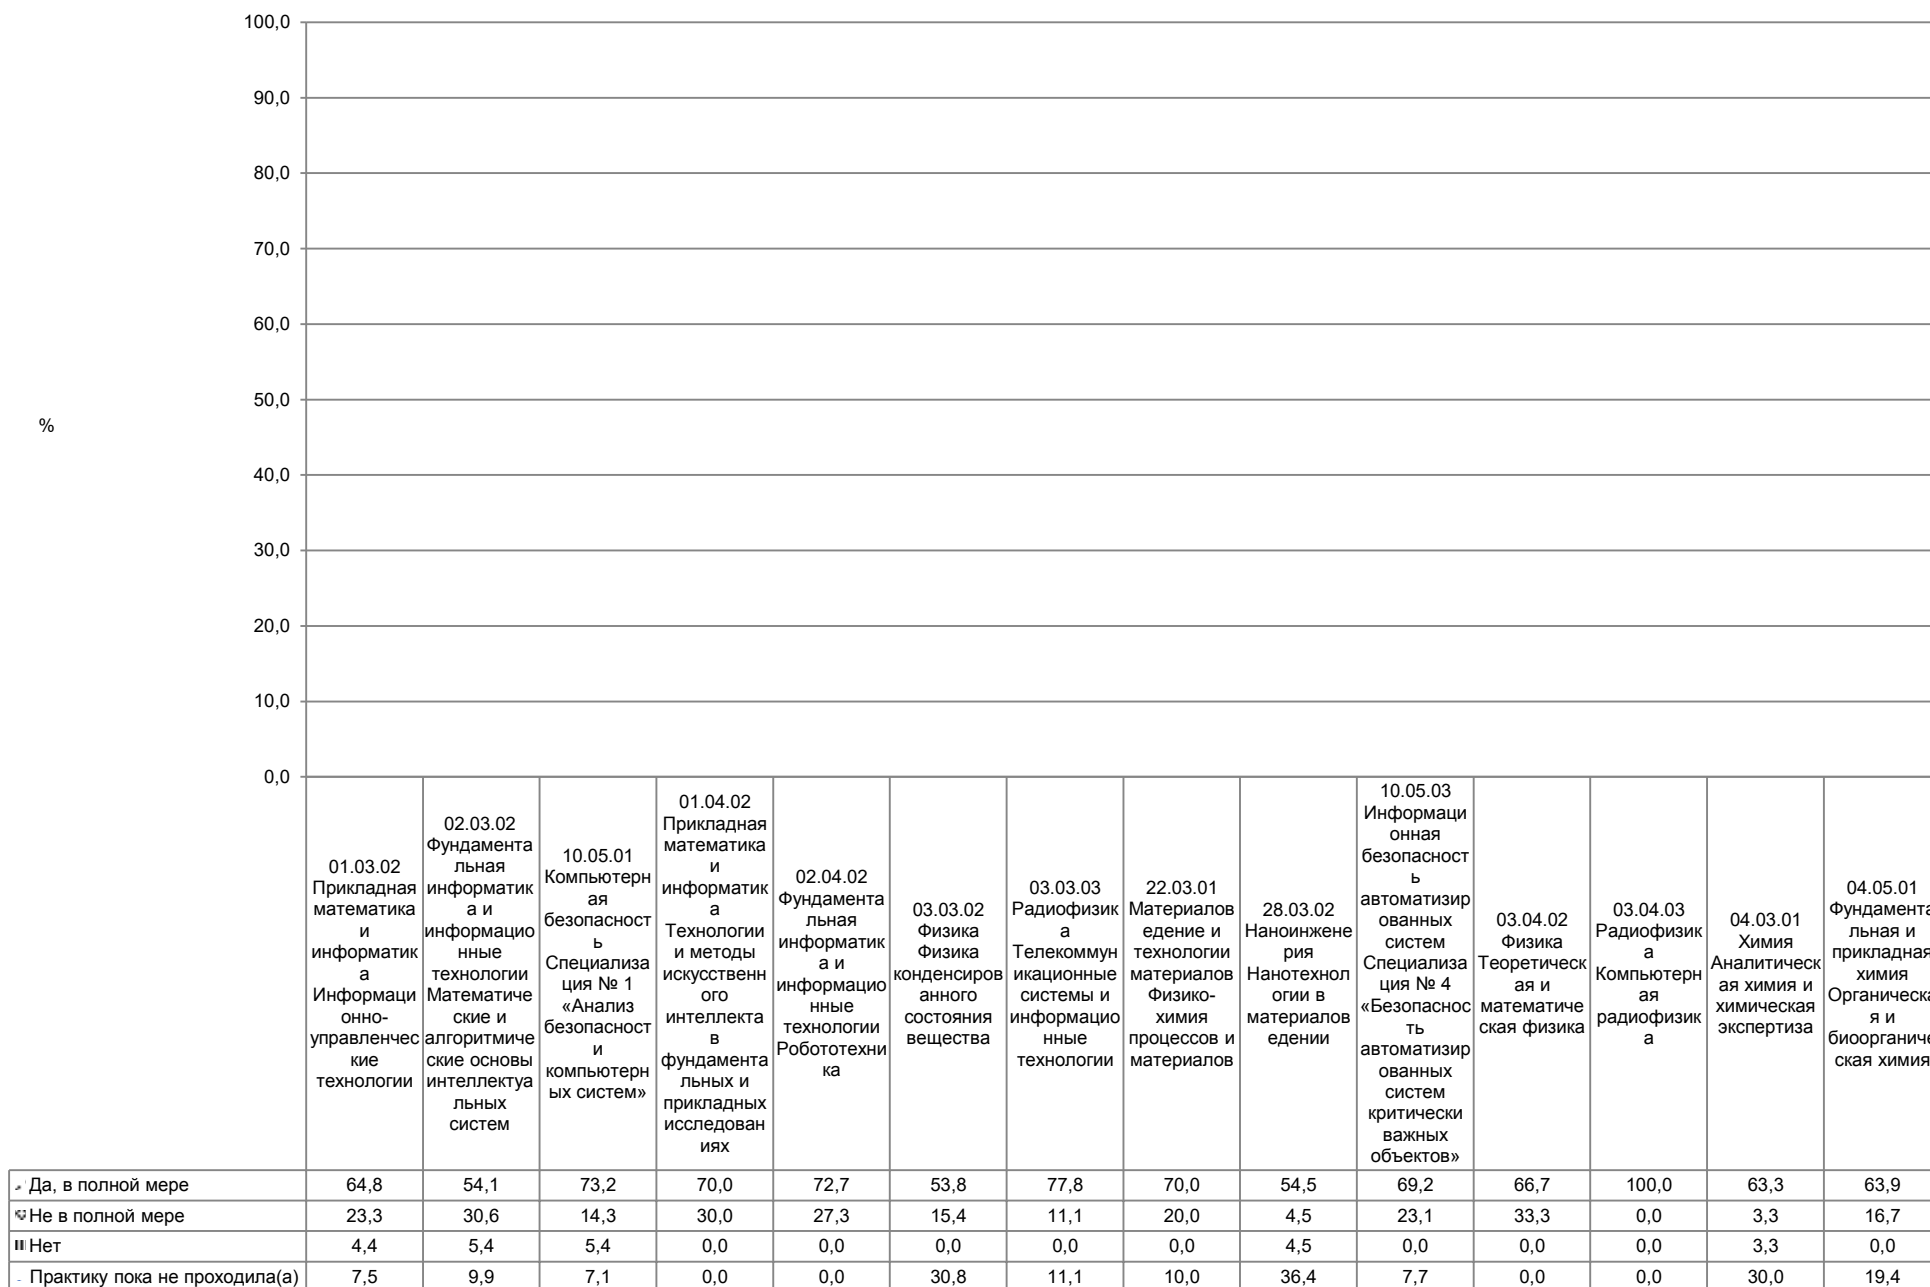 100,0
90,0
80,0
70,0
60,0
50,0
%
40,0
30,0
20,0
10,0
0,0
01.03.02
Прикладная
математика
и
информатик
а
Информаци
онно-
управленчес
кие
технологии
02.03.02
Фундамента
льная
информатик
а и
информацио
нные
технологии
Математиче
ские и
алгоритмиче
ские основы
интеллектуа
льных
систем
10.05.01
Компьютерн
ая
безопасност
ь
Специализа
ция № 1
«Анализ
безопасност
и
компьютерн
ых систем»
01.04.02
Прикладная
математика
и
информатик
а
Технологии
и методы
искусственн
ого
интеллекта
в
фундамента
льных и
прикладных
исследован
иях
02.04.02
Фундамента
льная
информатик
а и
информацио
нные
технологии
Робототехни
ка
03.03.02
Физика
Физика
конденсиров
анного
состояния
вещества
03.03.03
Радиофизик
а
Телекоммун
икационные
системы и
информацио
нные
технологии
22.03.01
Материалов
едение и
технологии
материалов
Физико-
химия
процессов и
материалов
28.03.02
Наноинжене
рия
Нанотехнол
огии в
материалов
едении
10.05.03
Информаци
онная
безопасност
ь
автоматизир
ованных
систем
Специализа
ция № 4
«Безопаснос
ть
автоматизир
ованных
систем
критически
важных
объектов»
03.04.02
Физика
Теоретическ
ая и
математиче
ская физика
03.04.03
Радиофизик
а
Компьютерн
ая
радиофизик
а
04.03.01
Химия
Аналитическ
ая химия и
химическая
экспертиза
04.05.01
Фундамента
льная и
прикладная
химия
Органическа
я и
биоорганиче
ская химия
Да, в полной мере 64,8 54,1 73,2 70,0 72,7 53,8 77,8 70,0 54,5 69,2 66,7 100,0 63,3 63,9
Не в полной мере 23,3 30,6 14,3 30,0 27,3 15,4 11,1 20,0 4,5 23,1 33,3 0,0 3,3 16,7
Нет 4,4 5,4 5,4 0,0 0,0 0,0 0,0 0,0 4,5 0,0 0,0 0,0 3,3 0,0
Практику пока не проходила(а) 7,5 9,9 7,1 0,0 0,0 30,8 11,1 10,0 36,4 7,7 0,0 0,0 30,0 19,4